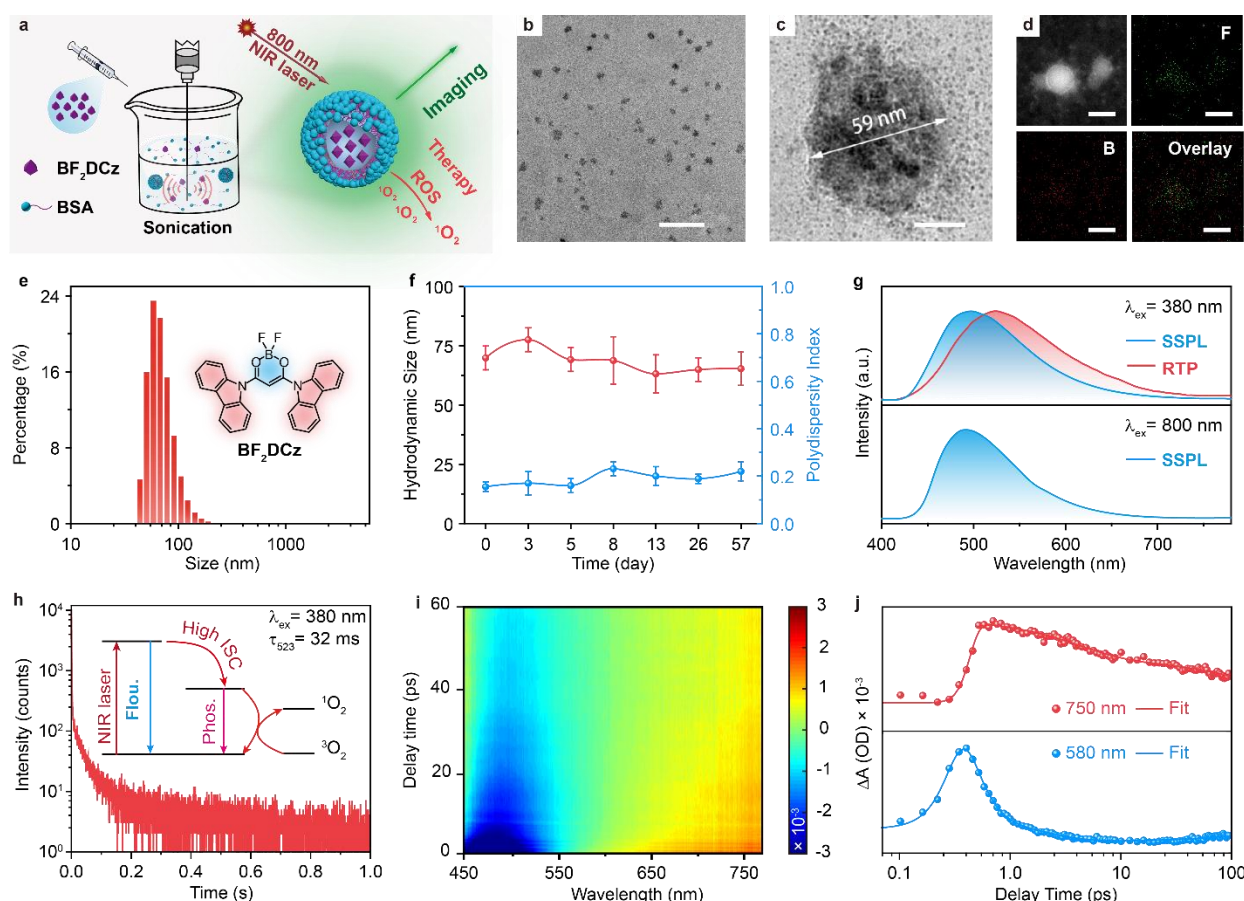 a
800 nm
NIR laser
Imaging
Therapy
ROS
¹O₂ ¹O₂
¹O₂
BF₂DCz
BSA
Sonication
b
c
59 nm
d
F
B
Overlay
e
24
16
8
0
Percentage (%)
10
100
1000
Size (nm)
F
F
B
O
O
N
N
BF₂DCz
f
100
75
50
25
0
Hydrodynamic Size (nm)
1.0
0.8
0.6
0.4
0.2
0.0
Polydispersity Index
0
3
5
8
13
26
57
Time (day)
g
λex= 380 nm
SSPL
RTP
λex= 800 nm
SSPL
Intensity (a.u.)
400
500
600
700
Wavelength (nm)
h
10⁴
10³
10²
10¹
10⁰
Intensity (counts)
λex= 380 nm
τ523= 32 ms
High ISC
NIR laser
Flou.
Phos.
¹O₂
³O₂
0.0
0.2
0.4
0.6
0.8
1.0
Time (s)
i
60
40
20
0
Delay time (ps)
450
550
650
750
Wavelength (nm)
3
2
1
0
-1
-2
-3
× 10⁻³
j
ΔA (OD) × 10⁻³
750 nm
Fit
580 nm
Fit
0.1
1.0
10
100
Delay Time (ps)